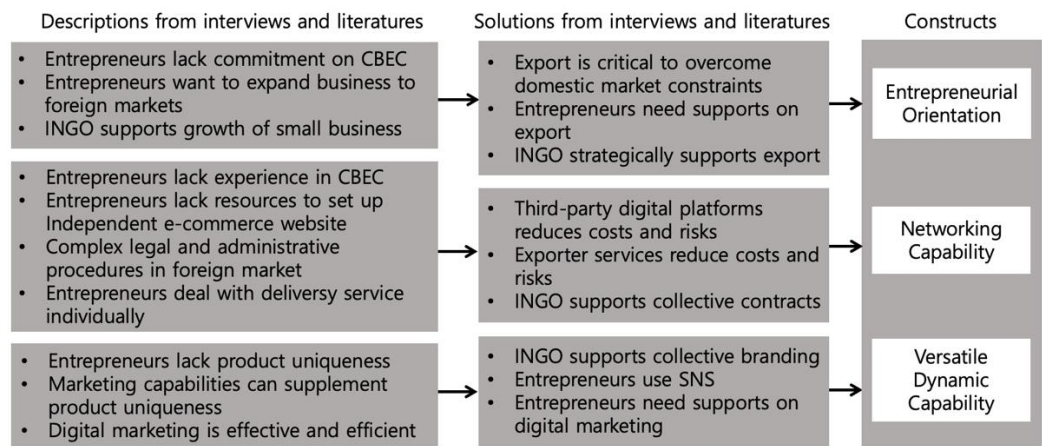 Descriptions from interviews and literatures
Solutions from interviews and literatures
Constructs
• Entrepreneurs lack commitment on CBEC
• Entrepreneurs want to expand business to
foreign markets
• INGO supports growth of small business
• Export is critical to overcome
domestic market constraints
• Entrepreneurs need supports on
export
• INGO strategically supports export
Entrepreneurial
Orientation
• Entrepreneurs lack experience in CBEC
• Entrepreneurs lack resources to set up
Independent e-commerce website
• Complex legal and administrative
procedures in foreign market
• Entrepreneurs deal with deliversy service
individually
• Third-party digital platforms
reduces costs and risks
• Exporter services reduce costs and
risks
• INGO supports collective contracts
Networking
Capability
• Entrepreneurs lack product uniqueness
• Marketing capabilities can supplement
product uniqueness
• Digital marketing is effective and efficient
• INGO supports collective branding
• Entrepreneurs use SNS
• Entrepreneurs need supports on
digital marketing
Versatile
Dynamic
Capability